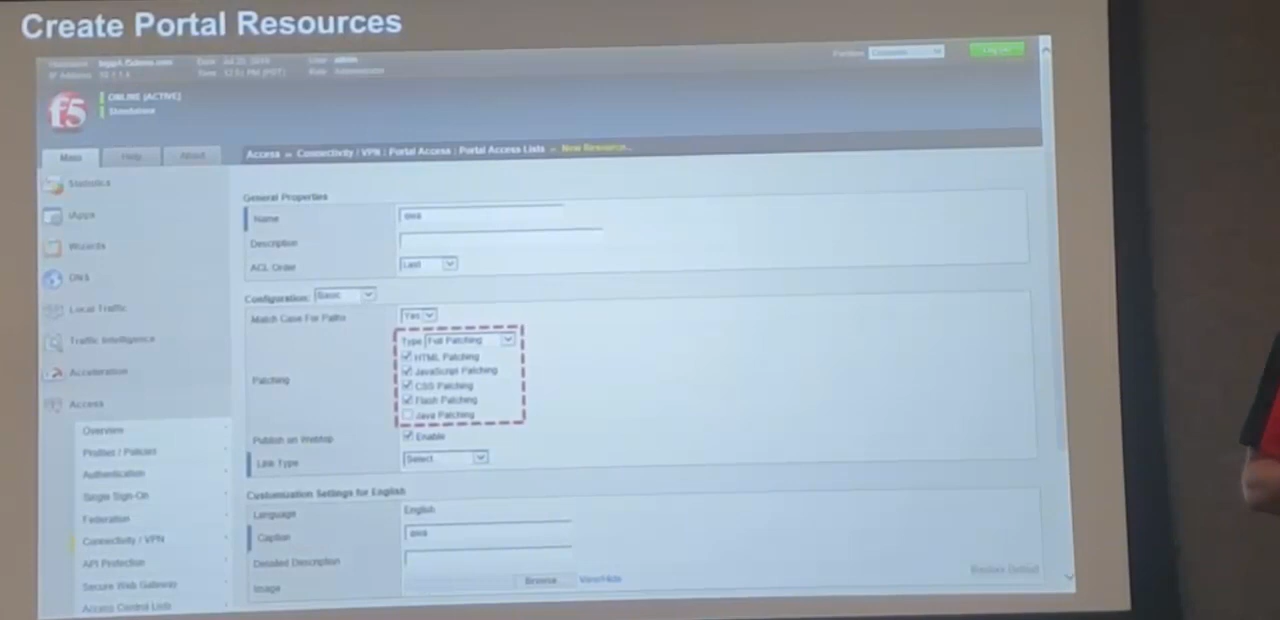 Create Portal Resources
admin
Log out
f5
ONLINE (ACTIVE)
Standalone
Main Help About
Access » Connectivity / VPN : Portal Access : Portal Access Lists » New Resource...
Statistics
iApps
Wizards
DNS
Local Traffic
Traffic Intelligence
Acceleration
Access
Overview
Profiles / Policies
Authentication
Single Sign-On
Federation
Connectivity / VPN
API Protection
Secure Web Gateway
Access Control Lists
General Properties
Name owa
Description
ACL Order Last
Configuration: Basic
Match Case For Paths Yes
Patching
Type Full Patching
HTML Patching
JavaScript Patching
CSS Patching
Flash Patching
Java Patching
Publish on Webtop Enable
Link Type Select
Customization Settings for English
Language English
Caption owa
Detailed Description
Image Browse View/Hide